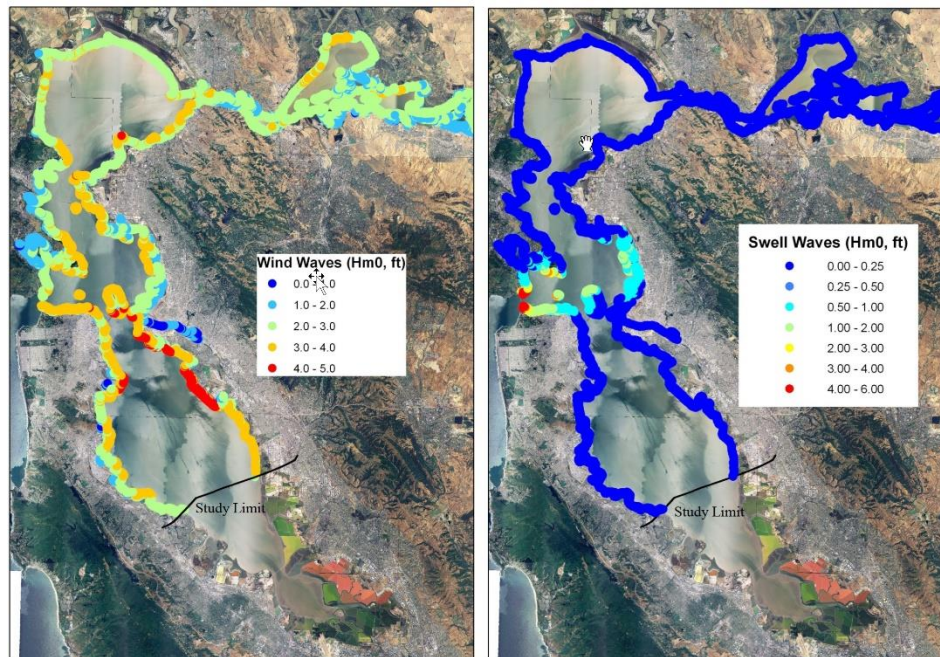 Wind Waves (Hm0, ft)
1.0 - 2.0
2.0 - 3.0
3.0 - 4.0
4.0 - 5.0
Study Limit
Swell Waves (Hm0, ft)
0.00 - 0.25
0.25 - 0.50
0.50 - 1.00
1.00 - 2.00
2.00 - 3.00
3.00 - 4.00
4.00 - 6.00
Study Limit